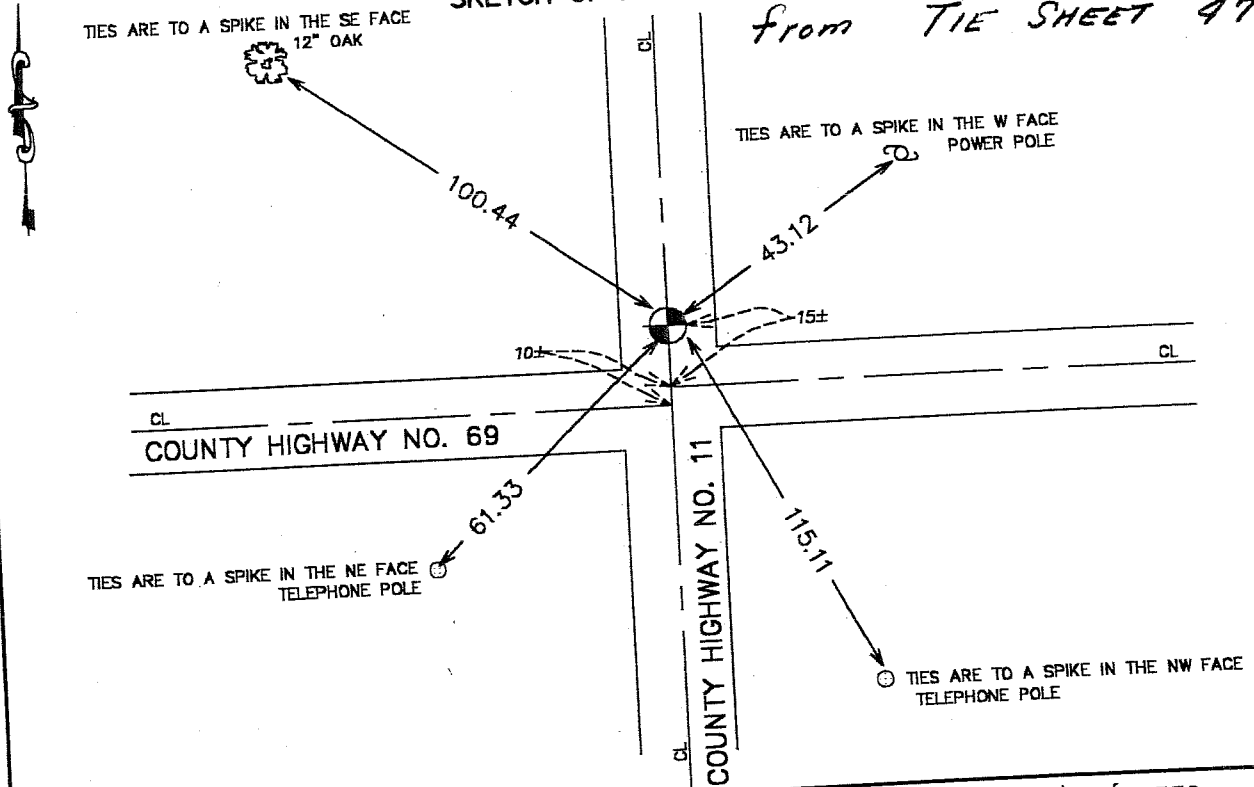 from TIE SHEET 47
TIES ARE TO A SPIKE IN THE SE FACE
12" OAK
CL
TIES ARE TO A SPIKE IN THE W FACE
POWER POLE
100.44
43.12
15±
10±
CL
CL
COUNTY HIGHWAY NO. 69
COUNTY HIGHWAY NO. 11
61.33
115.11
TIES ARE TO A SPIKE IN THE NE FACE
TELEPHONE POLE
TIES ARE TO A SPIKE IN THE NW FACE
TELEPHONE POLE
CL